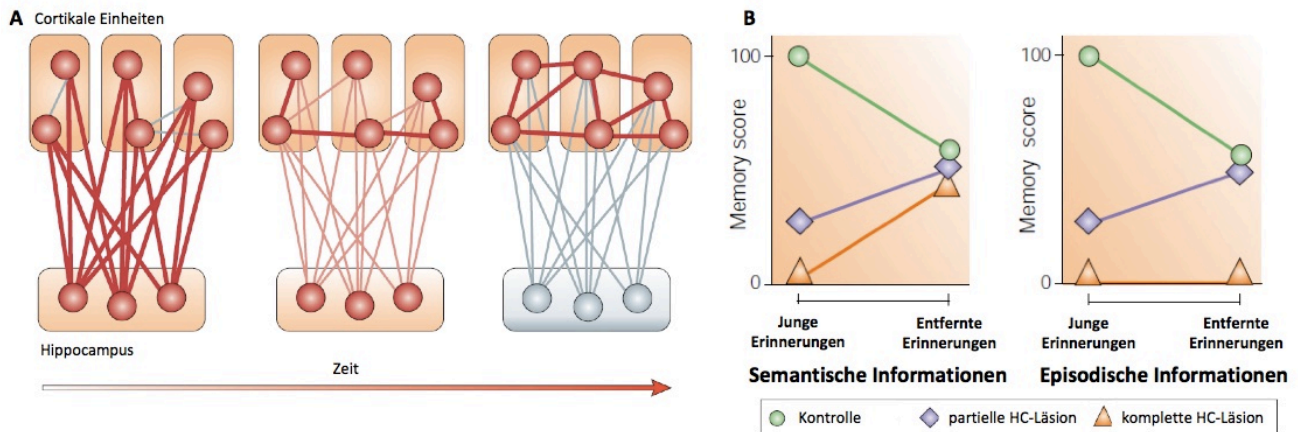 A Cortikale Einheiten
Hippocampus
Zeit
B
100
0
Memory score
Junge Erinnerungen
Entfernte Erinnerungen
Semantische Informationen
100
0
Memory score
Junge Erinnerungen
Entfernte Erinnerungen
Episodische Informationen
Kontrolle
partielle HC-Läsion
komplette HC-Läsion